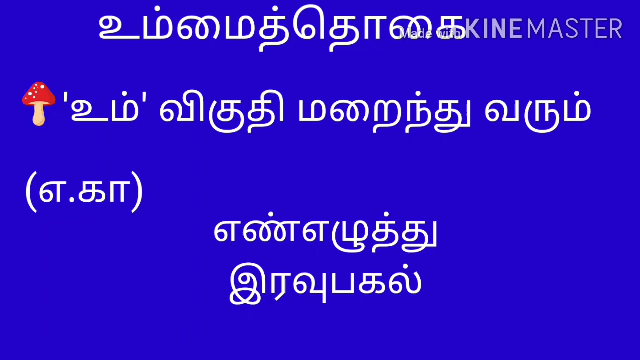 உம்மைத்தொகை
Made with KINEMASTER
'உம்' விகுதி மறைந்து வரும்
(எ.கா)
எண்எழுத்து
இரவுபகல்